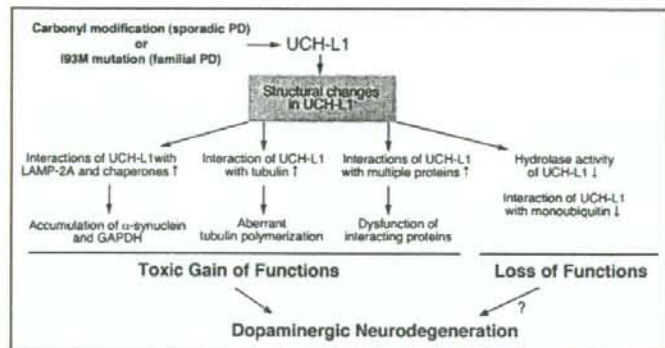 Carbonyl modification (sporadic PD)
or
I93M mutation (familial PD)
UCH-L1
Structural changes
in UCH-L1
Interactions of UCH-L1 with
LAMP-2A and chaperones ↑
Interaction of UCH-L1
with tubulin ↑
Interactions of UCH-L1
with multiple proteins ↑
Hydrolase activity
of UCH-L1 ↓
Interaction of UCH-L1
with monoubiquitin ↓
Accumulation of α-synuclein
and GAPDH
Aberrant
tubulin polymerization
Dysfunction of
interacting proteins
Toxic Gain of Functions
Loss of Functions
?
Dopaminergic Neurodegeneration